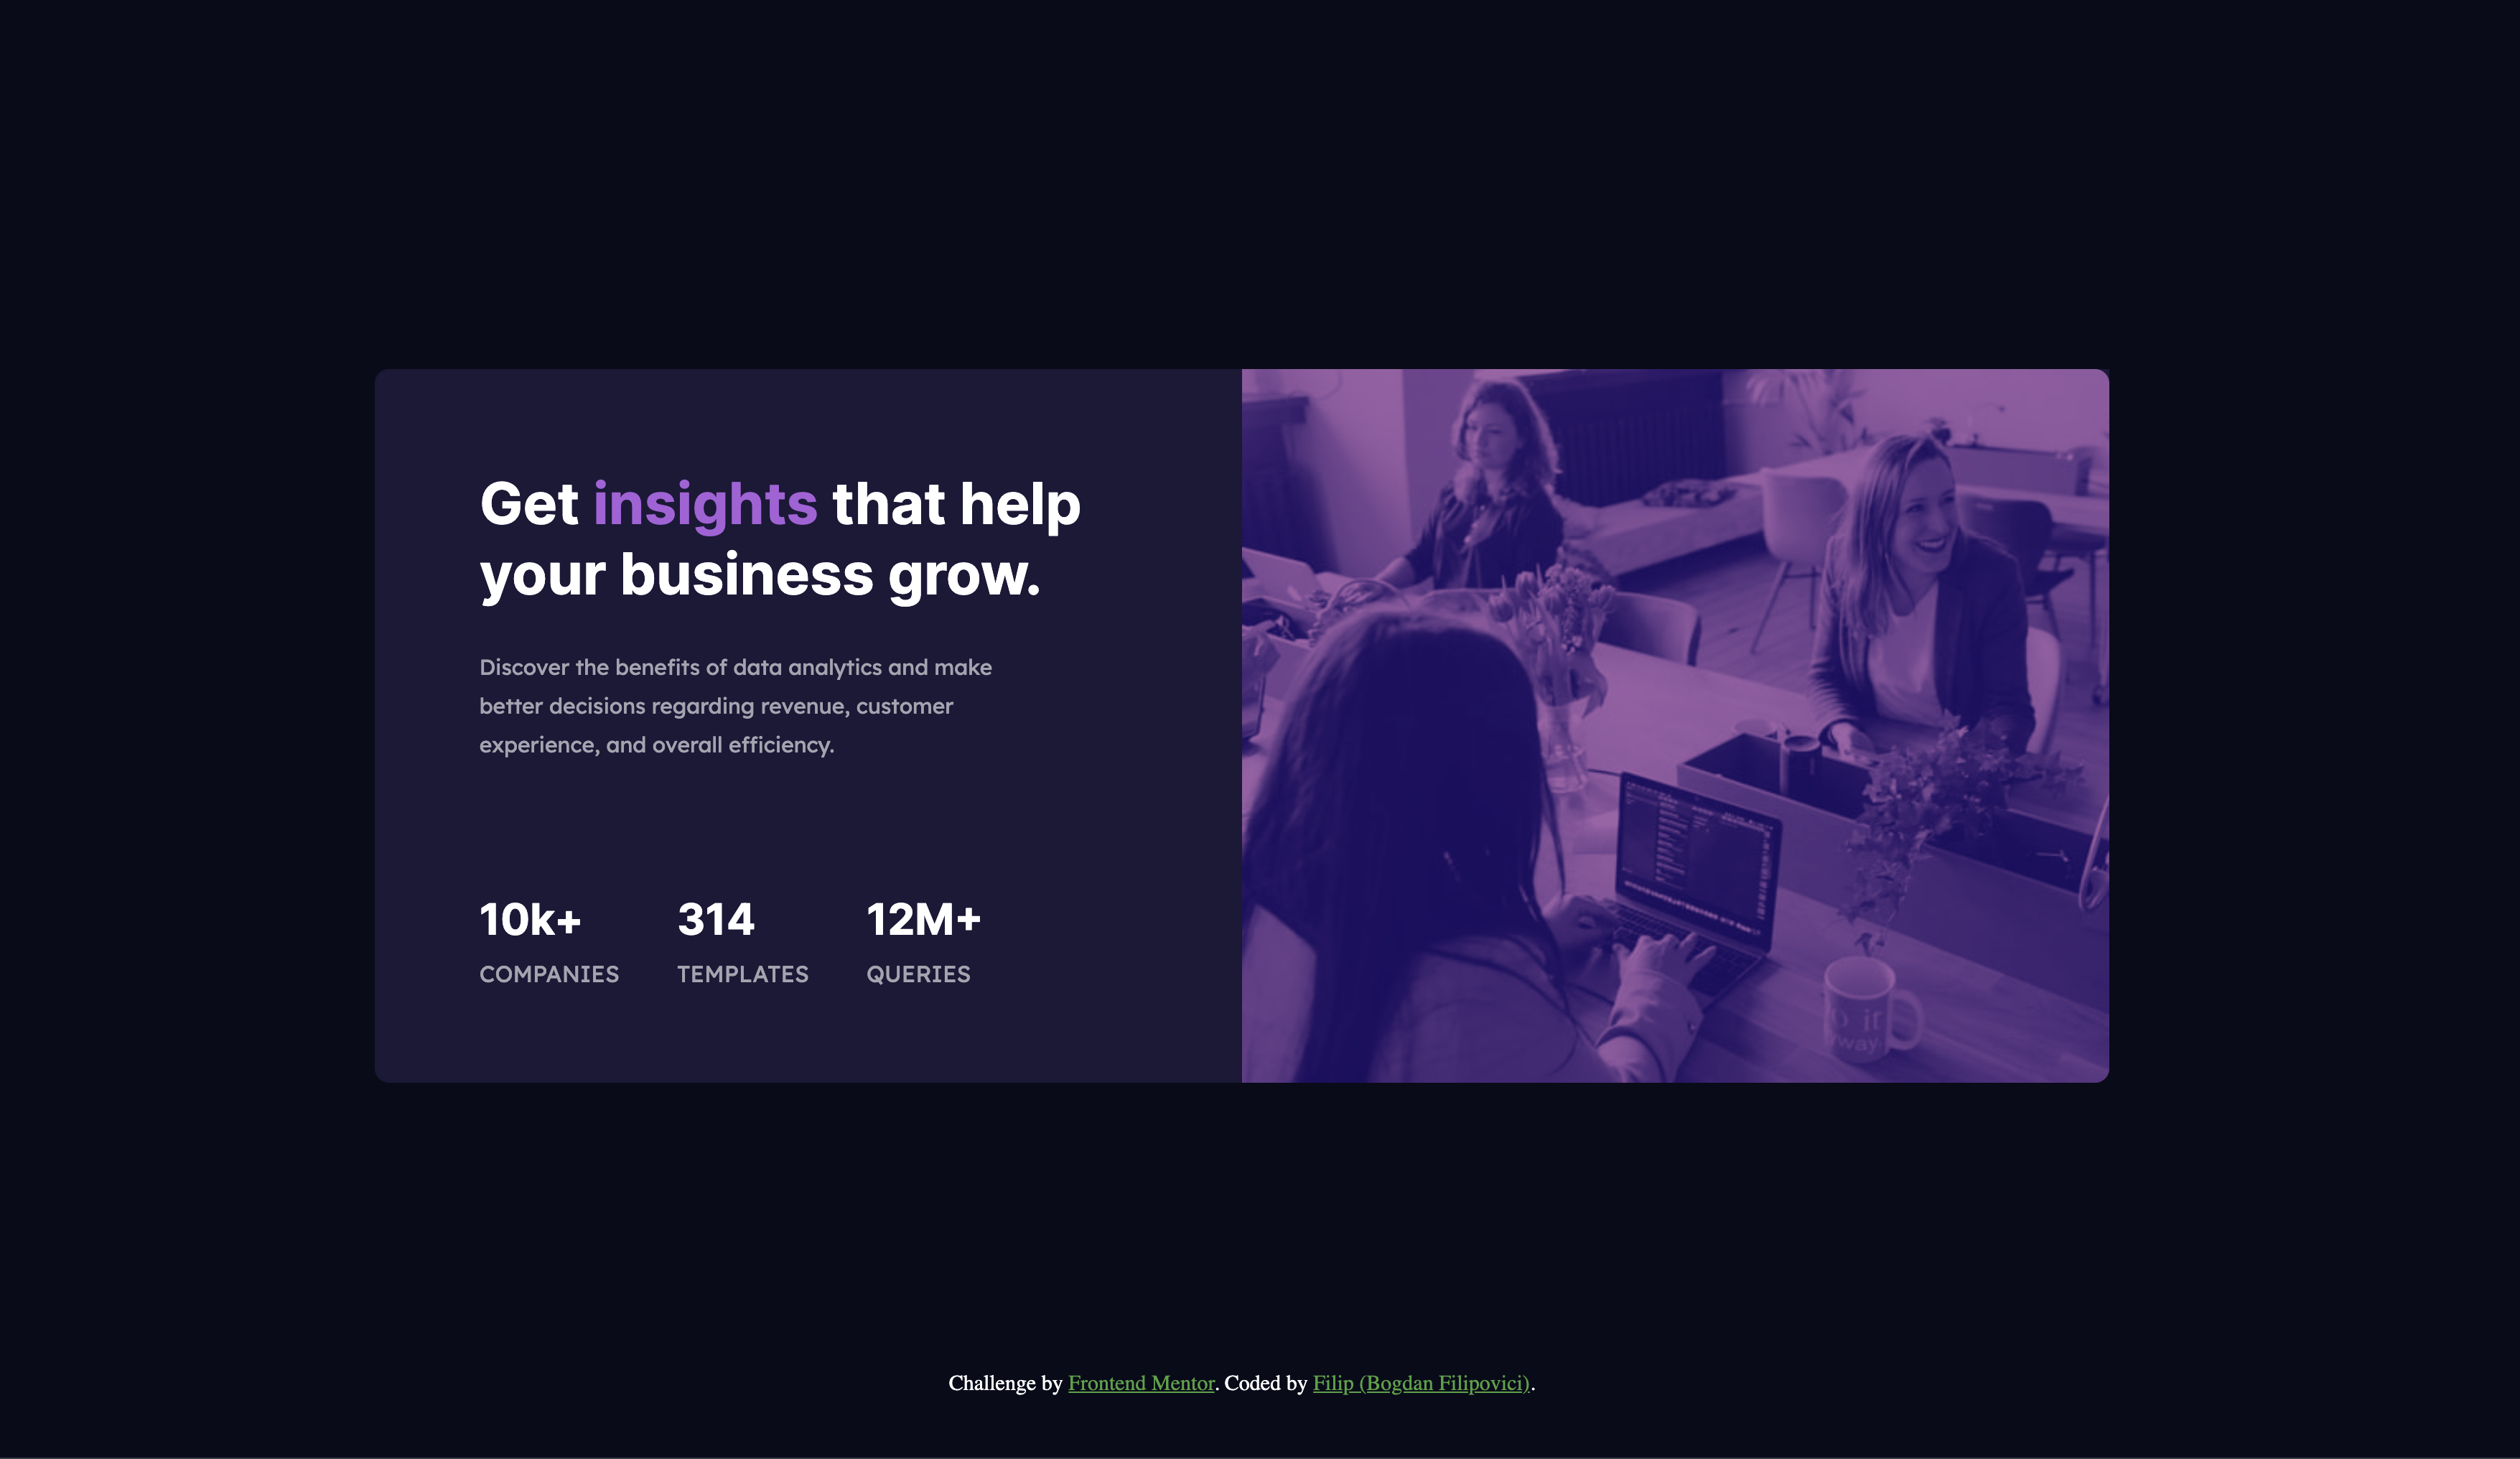 Get insights that help
your business grow.
Discover the benefits of data analytics and make
better decisions regarding revenue, customer
experience, and overall efficiency.
10k+ 314 12M+
COMPANIES TEMPLATES QUERIES
Challenge by Frontend Mentor. Coded by Filip (Bogdan Filipovici).